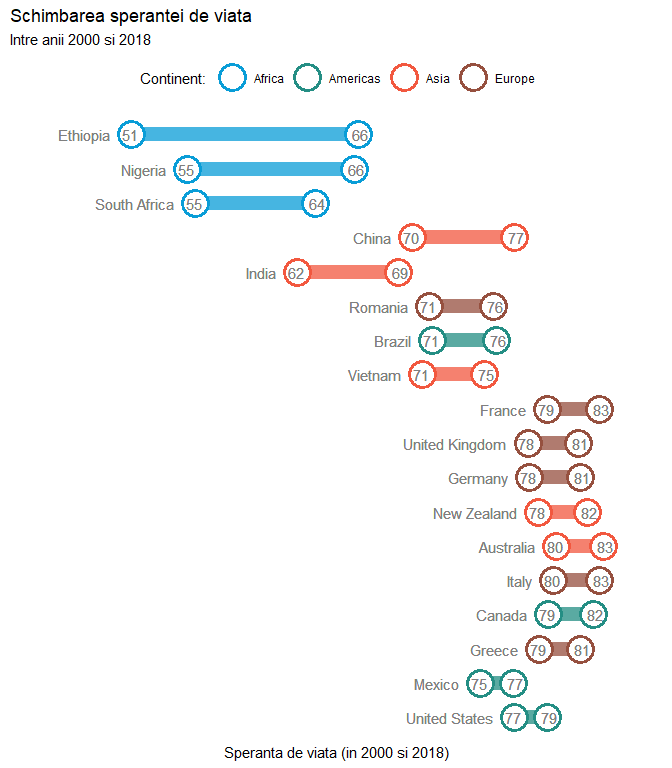 Schimbarea sperantei de viata
Intre anii 2000 si 2018
Continent: Africa Americas Asia Europe
Ethiopia 51 66
Nigeria 55 66
South Africa 55 64
China 70 77
India 62 69
Romania 71 76
Brazil 71 76
Vietnam 71 75
France 79 83
United Kingdom 78 81
Germany 78 81
New Zealand 78 82
Australia 80 83
Italy 80 83
Canada 79 82
Greece 79 81
Mexico 75 77
United States 77 79
Speranta de viata (in 2000 si 2018)